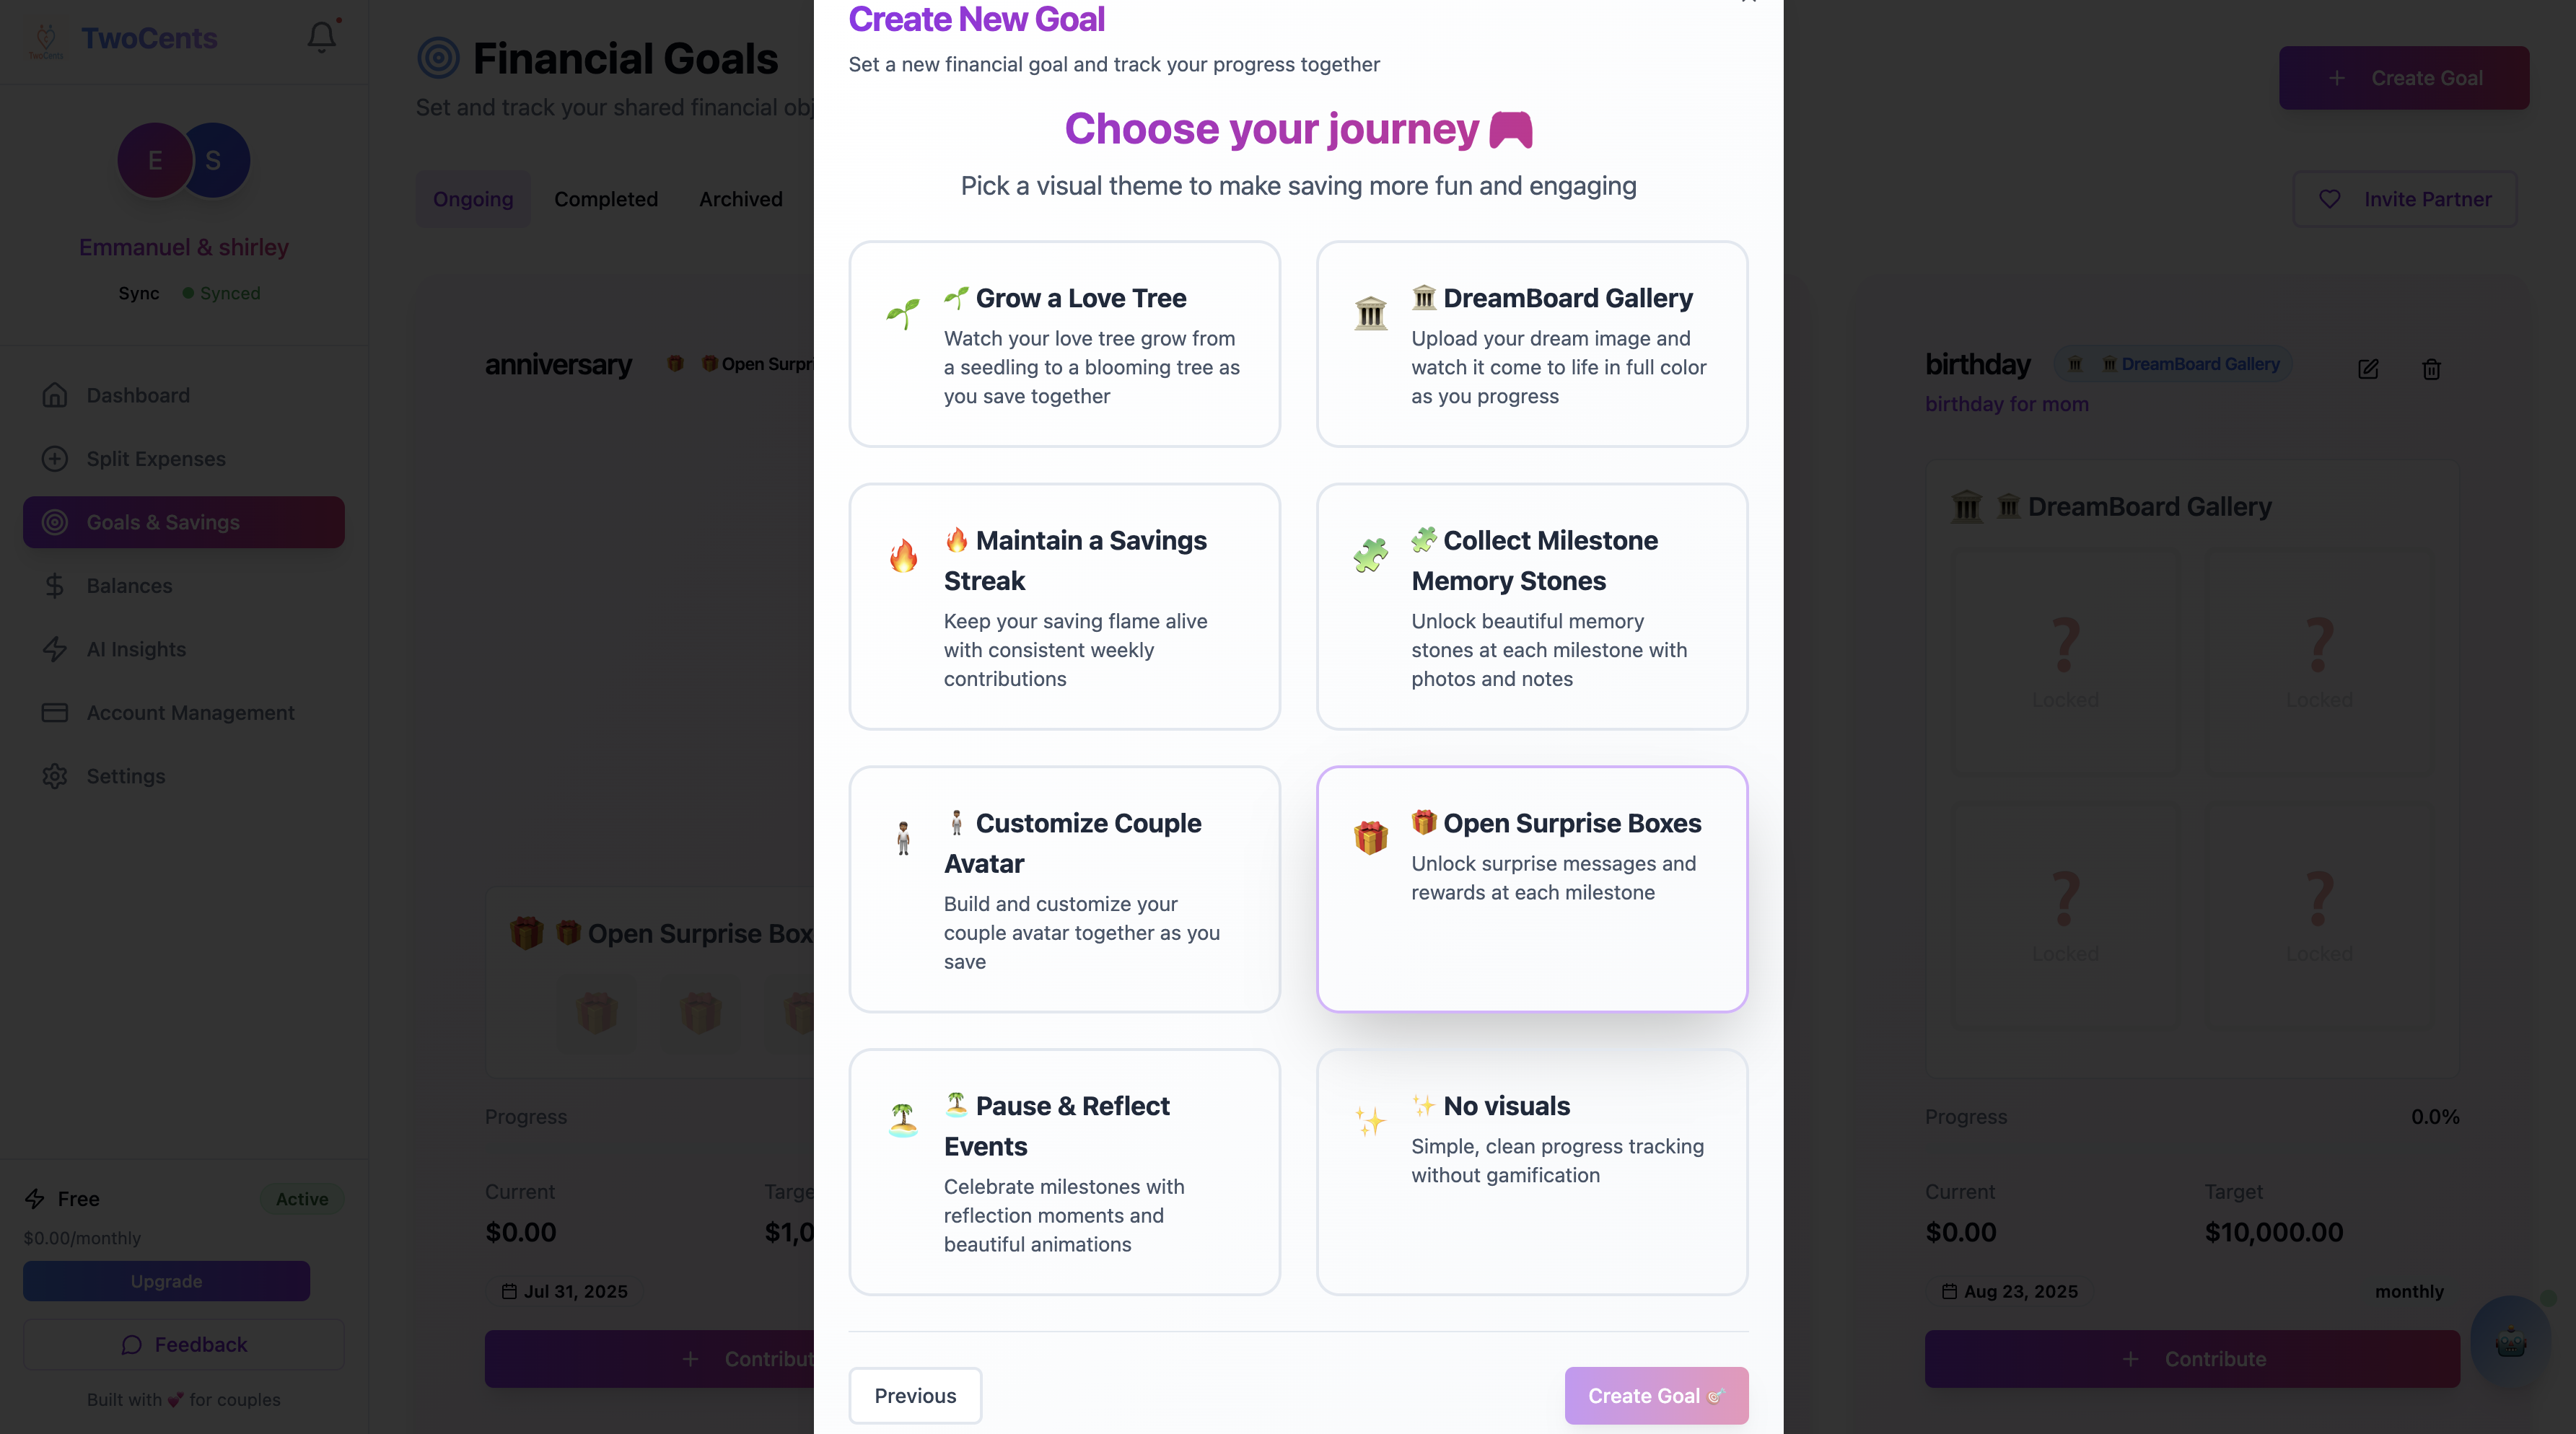 TwoCents
TwoCents
E
S
Emmanuel & shirley
Sync
Synced
Dashboard
Split Expenses
Goals & Savings
Balances
AI Insights
Account Management
Settings
Free
Active
$0.00/monthly
Upgrade
Feedback
Built with 💕 for couples
Financial Goals
Set and track your shared financial obj
Ongoing
Completed
Archived
+ Create Goal
Invite Partner
anniversary
🎁 🎁 Open Surpri
🎁 🎁 Open Surprise Box
Progress
Current
Targe
$0.00
$1,0
Jul 31, 2025
+ Contribut
Create New Goal
Set a new financial goal and track your progress together
Choose your journey 🎮
Pick a visual theme to make saving more fun and engaging
🌱 Grow a Love Tree
Watch your love tree grow from
a seedling to a blooming tree as
you save together
🏛️ DreamBoard Gallery
Upload your dream image and
watch it come to life in full color
as you progress
🔥 Maintain a Savings
Streak
Keep your saving flame alive
with consistent weekly
contributions
🧩 Collect Milestone
Memory Stones
Unlock beautiful memory
stones at each milestone with
photos and notes
🧍🏾‍♂️ Customize Couple
Avatar
Build and customize your
couple avatar together as you
save
🎁 Open Surprise Boxes
Unlock surprise messages and
rewards at each milestone
🏝️ Pause & Reflect
Events
Celebrate milestones with
reflection moments and
beautiful animations
✨ No visuals
Simple, clean progress tracking
without gamification
Previous
Create Goal 🎯
birthday
🏛️ 🏛️ DreamBoard Gallery
birthday for mom
🏛️ 🏛️ DreamBoard Gallery
❓
❓
Locked
Locked
❓
❓
Locked
Locked
Progress
0.0%
Current
Target
$0.00
$10,000.00
Aug 23, 2025
monthly
+ Contribute